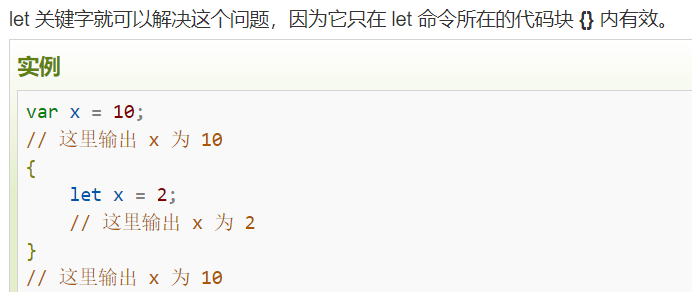 let 关键字就可以解决这个问题，因为它只在 let 命令所在的代码块 {} 内有效。
实例
var x = 10;
// 这里输出 x 为 10
{
    let x = 2;
    // 这里输出 x 为 2
}
// 这里输出 x 为 10